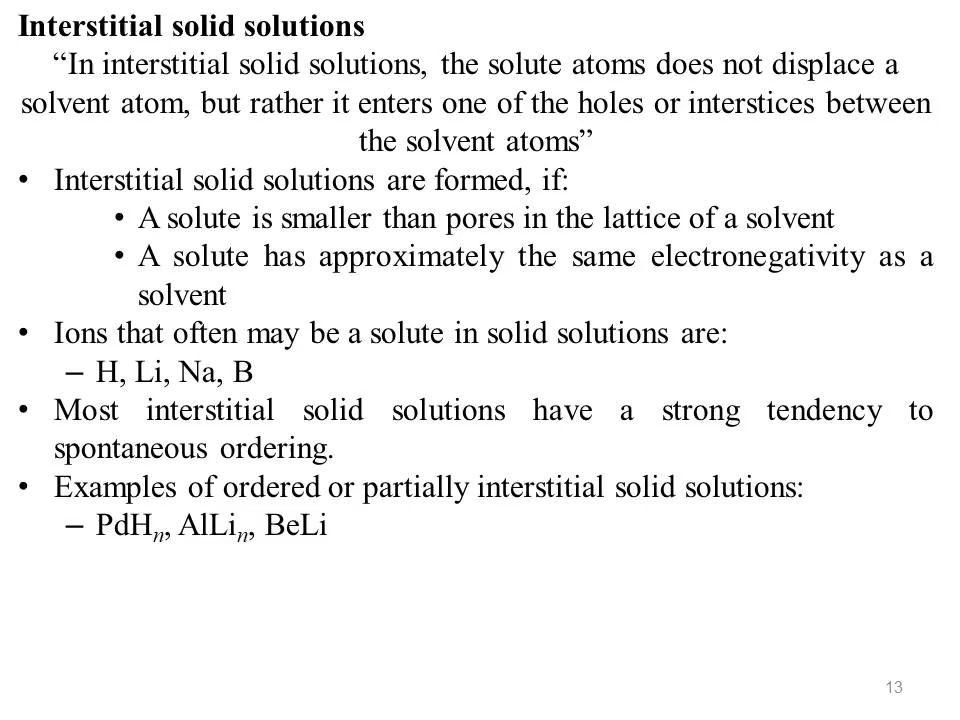 Interstitial solid solutions
“In interstitial solid solutions, the solute atoms does not displace a
solvent atom, but rather it enters one of the holes or interstices between
the solvent atoms”
• Interstitial solid solutions are formed, if:
• A solute is smaller than pores in the lattice of a solvent
• A solute has approximately the same electronegativity as a
solvent
• Ions that often may be a solute in solid solutions are:
– H, Li, Na, B
• Most interstitial solid solutions have a strong tendency to
spontaneous ordering.
• Examples of ordered or partially interstitial solid solutions:
– PdHn, AlLin, BeLi
13